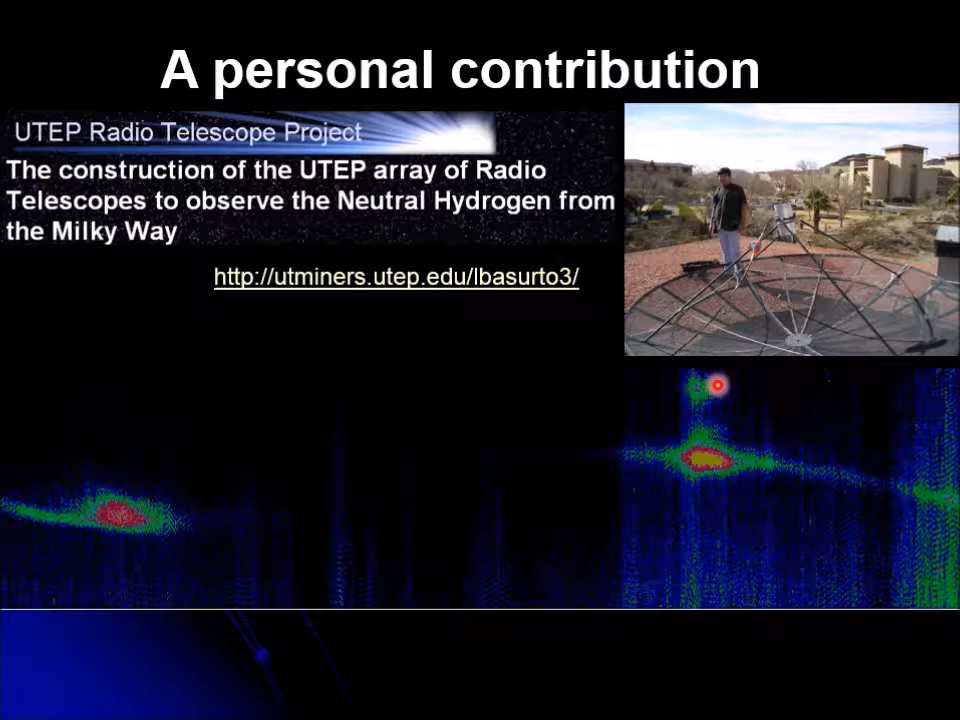 A personal contribution
UTEP Radio Telescope Project
The construction of the UTEP array of Radio
Telescopes to observe the Neutral Hydrogen from
the Milky Way
http://utminers.utep.edu/lbasurto3/